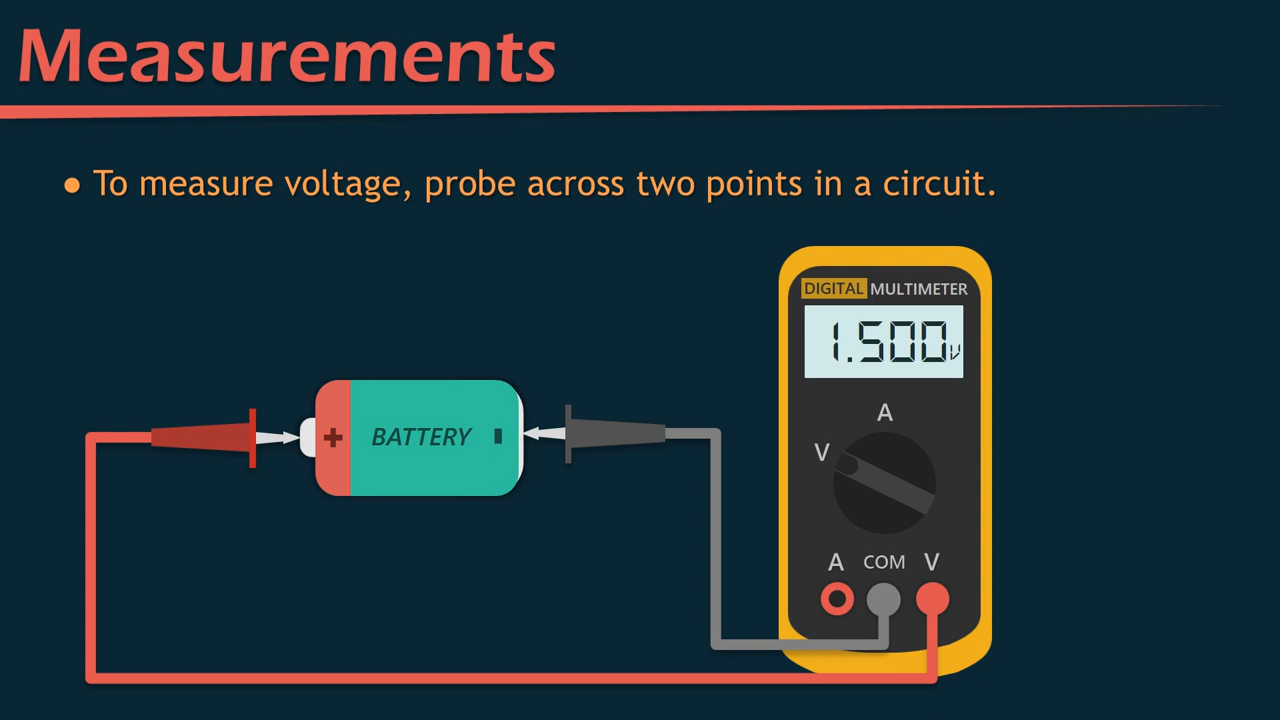 Measurements
• To measure voltage, probe across two points in a circuit.
DIGITAL MULTIMETER
1.500V
A
V
+ BATTERY -
A COM V